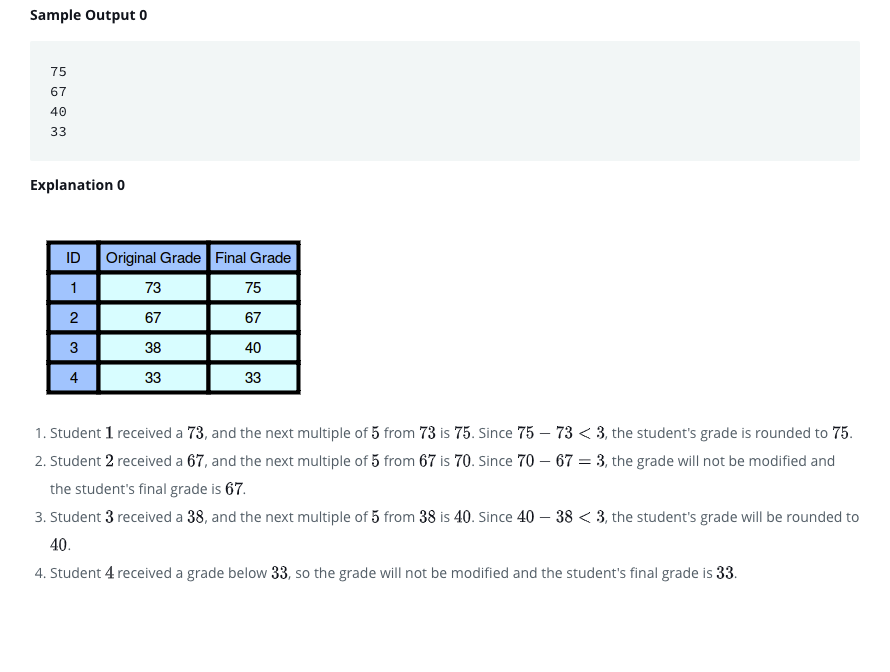 Sample Output 0
75
67
40
33
Explanation 0
ID Original Grade Final Grade
1 73 75
2 67 67
3 38 40
4 33 33
1. Student 1 received a 73, and the next multiple of 5 from 73 is 75. Since 75 − 73 < 3, the student's grade is rounded to 75.
2. Student 2 received a 67, and the next multiple of 5 from 67 is 70. Since 70 − 67 = 3, the grade will not be modified and
the student's final grade is 67.
3. Student 3 received a 38, and the next multiple of 5 from 38 is 40. Since 40 − 38 < 3, the student's grade will be rounded to
40.
4. Student 4 received a grade below 33, so the grade will not be modified and the student's final grade is 33.